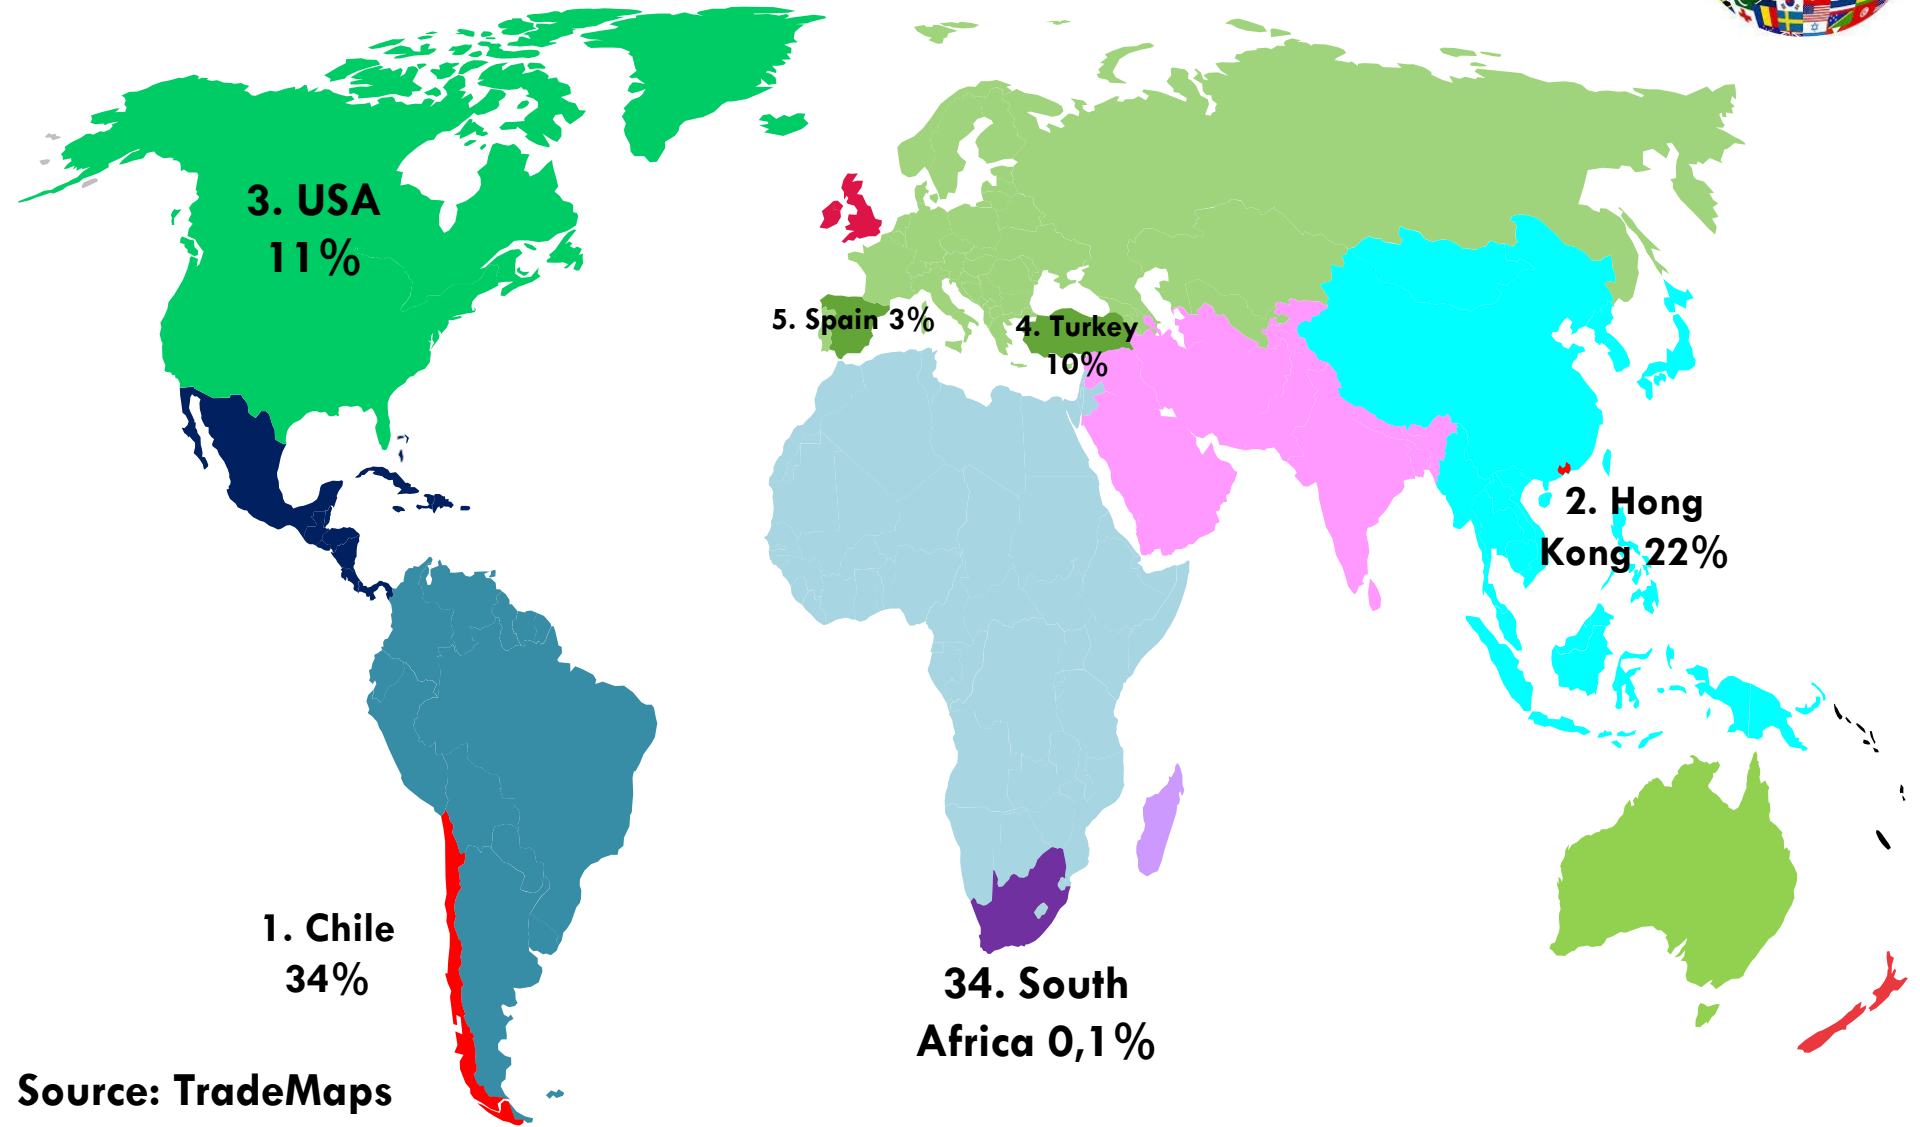 3. USA
11%
5. Spain 3%
4. Turkey
10%
2. Hong
Kong 22%
1. Chile
34%
34. South
Africa 0,1%
Source: TradeMaps